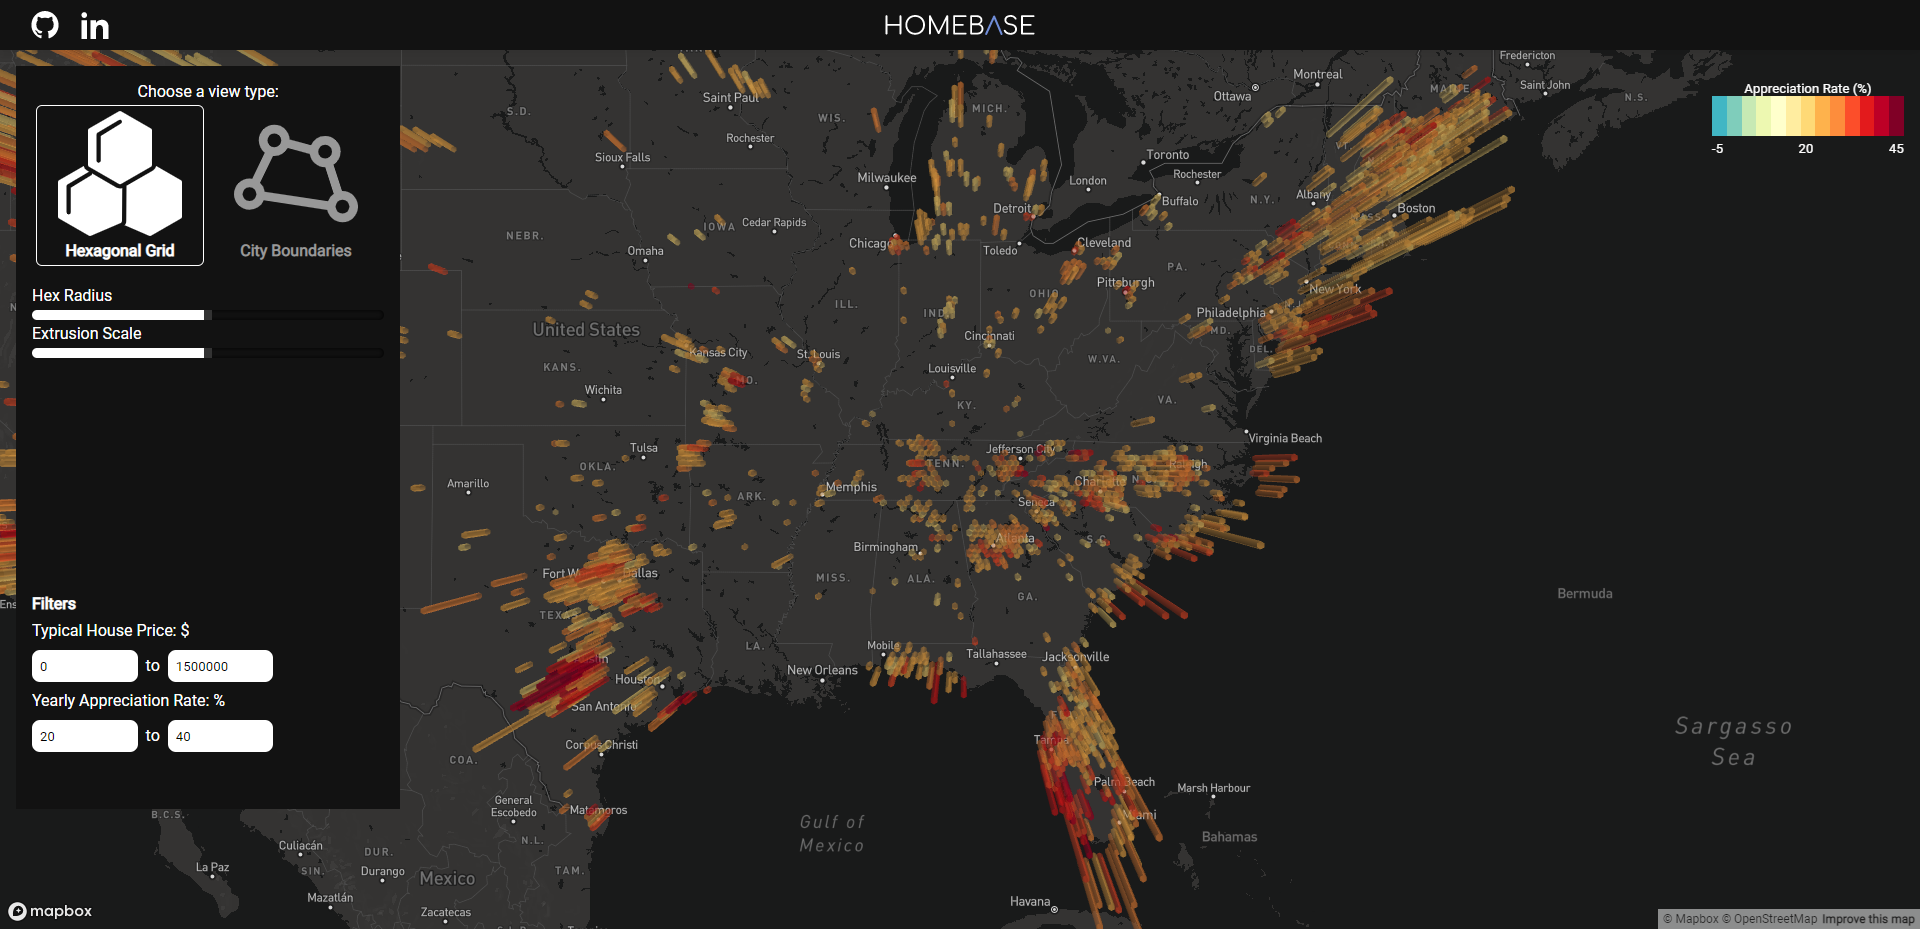 HOMEBASE
Choose a view type:
Hexagonal Grid
City Boundaries
Hex Radius
Extrusion Scale
Filters
Typical House Price: $
0 to 1500000
Yearly Appreciation Rate: %
20 to 40
Appreciation Rate (%)
-5 20 45
Fredericton
Saint John
Montreal
Ottawa
N.S.
Saint Paul
MICH.
S.D.
WIS.
Rochester
Sioux Falls
Toronto
Milwaukee
London
Rochester
Albany
Buffalo
N.Y.
Boston
Detroit
IOWA
Cedar Rapids
NEBR.
Chicago
Toledo
Cleveland
Omaha
PA.
Pittsburgh
New York
OHIO
ILL.
IND.
Philadelphia
United States
MD.
Cincinnati
DEL.
Kansas City
St. Louis
W.VA.
KANS.
Louisville
MO.
Wichita
VA.
KY.
Virginia Beach
Tulsa
Jefferson City
OKLA.
TENN.
Raleigh
Amarillo
Memphis
Charlotte
ARK.
Seneca
Atlanta
S.C.
Birmingham
Dallas
MISS.
ALA.
GA.
Bermuda
LA.
Mobile
Tallahassee
Jacksonville
New Orleans
Houston
San Antonio
Corpus Christi
Tampa
Sargasso
Sea
COA.
Palm Beach
Marsh Harbour
General
Escobedo
Matamoros
Miami
Gulf of
Mexico
Bahamas
B.C.S.
N.L.
Culiacán
DUR.
La Paz
SIN.
Durango
Mexico
TAM.
Mazatlán
Havana
Zacatecas
mapbox
© Mapbox © OpenStreetMap Improve this map